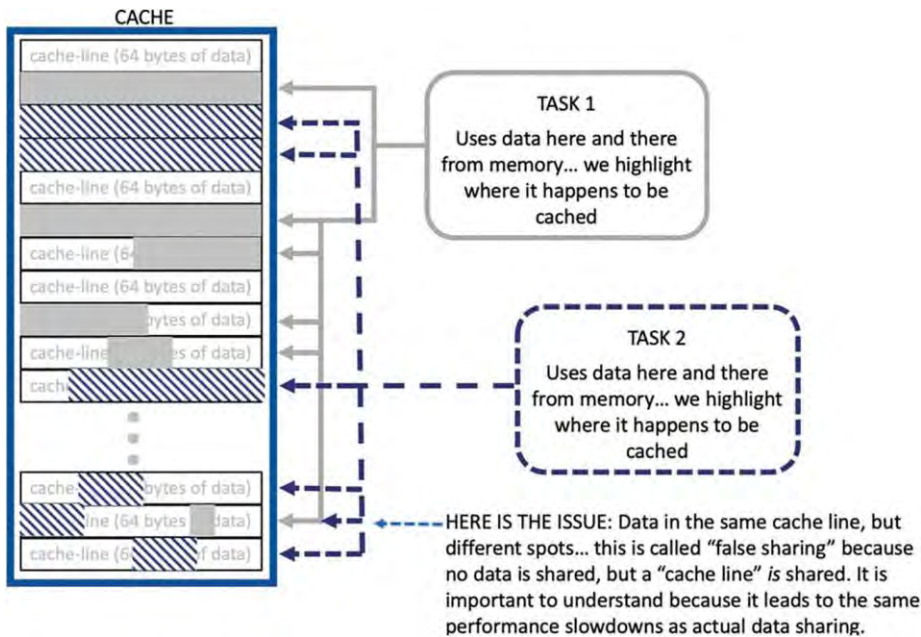 CACHE
cache-line (64 bytes of data)
cache-line (64 bytes of data)
cache-line (6
cache-line (64 bytes of data)
bytes of data)
cache-line es of data)
cach
cache- bytes of data)
line (64 bytes data)
cache-line (6 of data)
TASK 1
Uses data here and there
from memory... we highlight
where it happens to be
cached
TASK 2
Uses data here and there
from memory... we highlight
where it happens to be
cached
HERE IS THE ISSUE: Data in the same cache line, but
different spots... this is called “false sharing” because
no data is shared, but a “cache line” is shared. It is
important to understand because it leads to the same
performance slowdowns as actual data sharing.